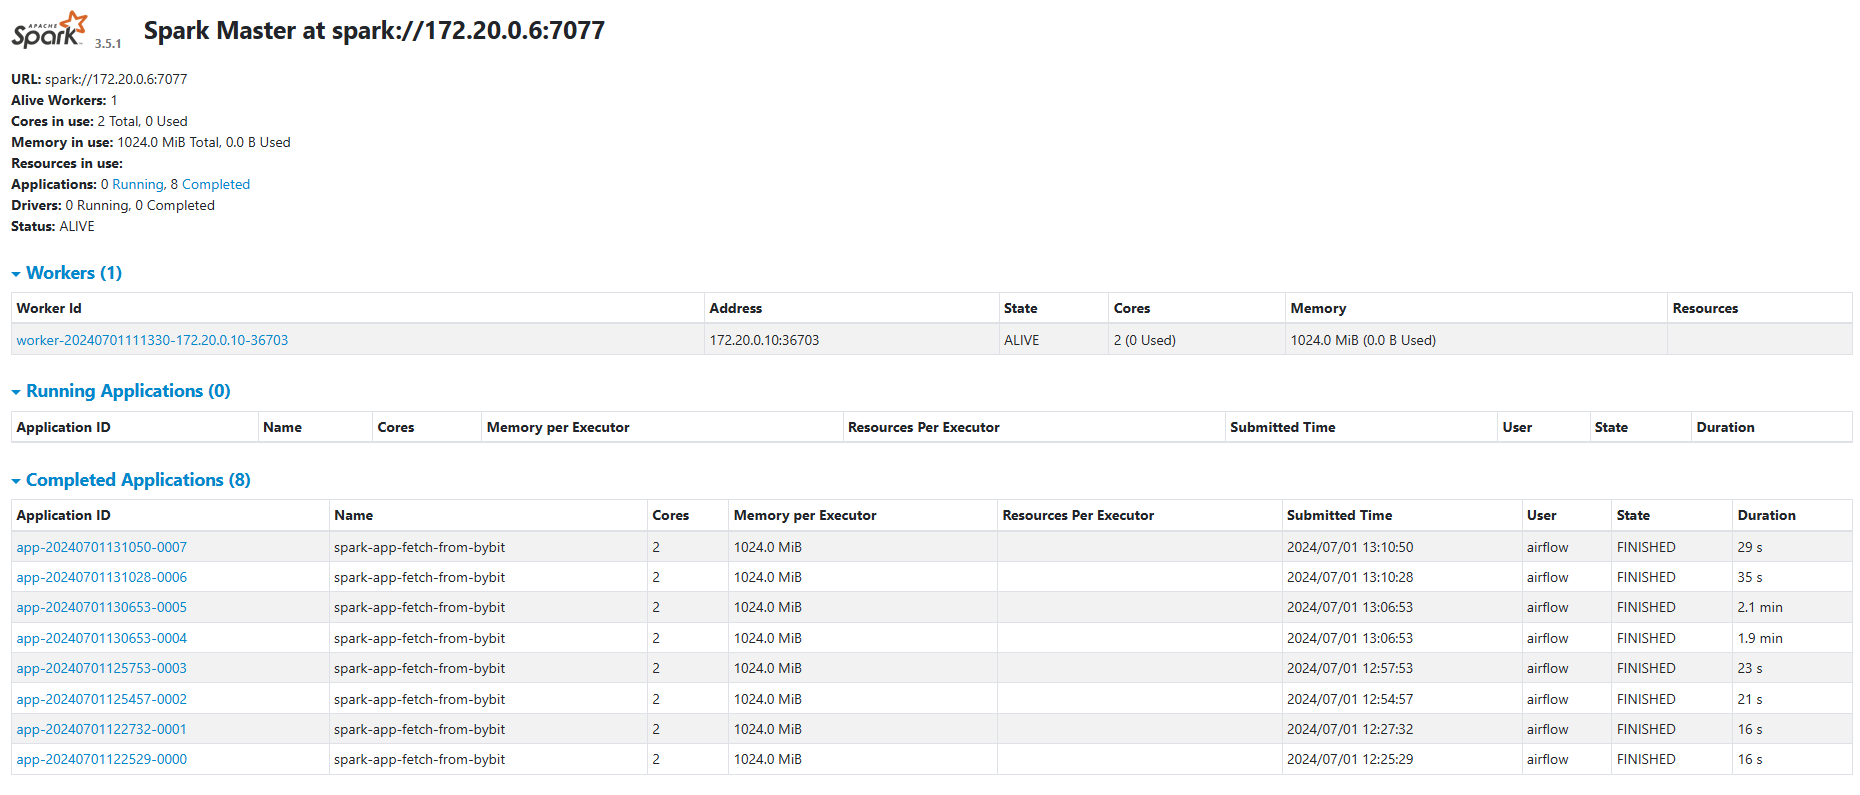 APACHE
Spark 3.5.1 Spark Master at spark://172.20.0.6:7077
URL: spark://172.20.0.6:7077
Alive Workers: 1
Cores in use: 2 Total, 0 Used
Memory in use: 1024.0 MiB Total, 0.0 B Used
Resources in use:
Applications: 0 Running, 8 Completed
Drivers: 0 Running, 0 Completed
Status: ALIVE
Workers (1)
Worker Id Address State Cores Memory Resources
worker-20240701111330-172.20.0.10-36703 172.20.0.10:36703 ALIVE 2 (0 Used) 1024.0 MiB (0.0 B Used)
Running Applications (0)
Application ID Name Cores Memory per Executor Resources Per Executor Submitted Time User State Duration
Completed Applications (8)
Application ID Name Cores Memory per Executor Resources Per Executor Submitted Time User State Duration
app-20240701131050-0007 spark-app-fetch-from-bybit 2 1024.0 MiB 2024/07/01 13:10:50 airflow FINISHED 29 s
app-20240701131028-0006 spark-app-fetch-from-bybit 2 1024.0 MiB 2024/07/01 13:10:28 airflow FINISHED 35 s
app-20240701130653-0005 spark-app-fetch-from-bybit 2 1024.0 MiB 2024/07/01 13:06:53 airflow FINISHED 2.1 min
app-20240701130653-0004 spark-app-fetch-from-bybit 2 1024.0 MiB 2024/07/01 13:06:53 airflow FINISHED 1.9 min
app-20240701125753-0003 spark-app-fetch-from-bybit 2 1024.0 MiB 2024/07/01 12:57:53 airflow FINISHED 23 s
app-20240701125457-0002 spark-app-fetch-from-bybit 2 1024.0 MiB 2024/07/01 12:54:57 airflow FINISHED 21 s
app-20240701122732-0001 spark-app-fetch-from-bybit 2 1024.0 MiB 2024/07/01 12:27:32 airflow FINISHED 16 s
app-20240701122529-0000 spark-app-fetch-from-bybit 2 1024.0 MiB 2024/07/01 12:25:29 airflow FINISHED 16 s